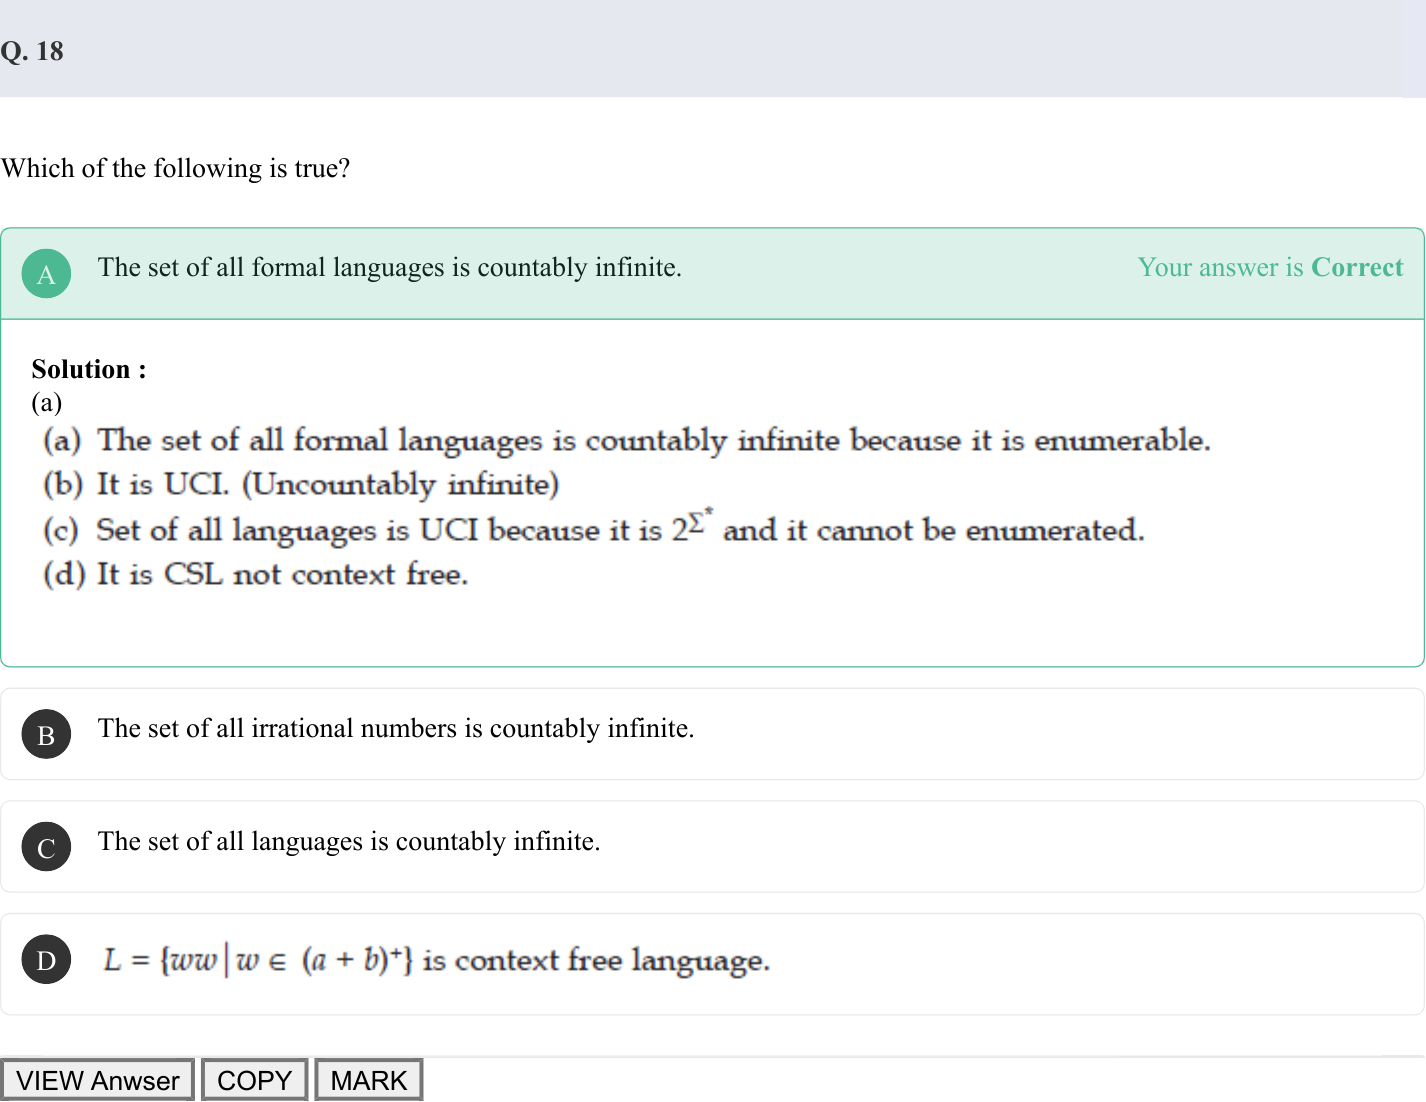 Q. 18
Which of the following is true?
A The set of all formal languages is countably infinite. Your answer is Correct
Solution :
(a)
(a) The set of all formal languages is countably infinite because it is enumerable.
(b) It is UCI. (Uncountably infinite)
(c) Set of all languages is UCI because it is 2^Σ* and it cannot be enumerated.
(d) It is CSL not context free.
B The set of all irrational numbers is countably infinite.
C The set of all languages is countably infinite.
D L = {ww | w ∈ (a + b)⁺} is context free language.
VIEW Anwser COPY MARK